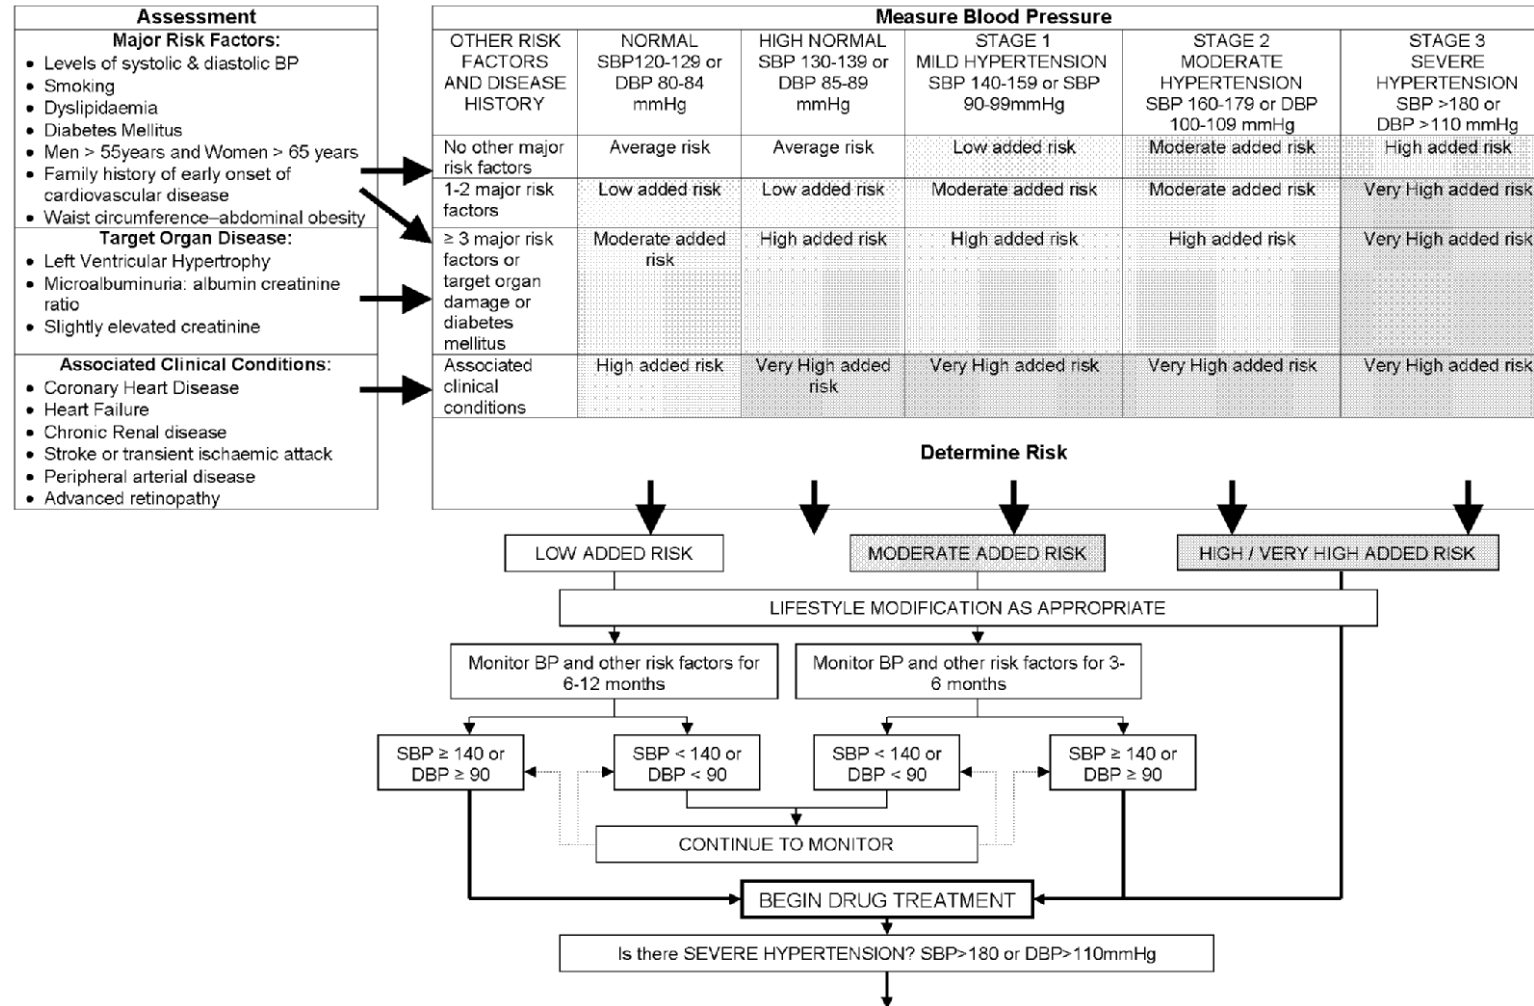 Assessment
Major Risk Factors:
• Levels of systolic & diastolic BP
• Smoking
• Dyslipidaemia
• Diabetes Mellitus
• Men > 55years and Women > 65 years
• Family history of early onset of
cardiovascular disease
• Waist circumference–abdominal obesity
Target Organ Disease:
• Left Ventricular Hypertrophy
• Microalbuminuria: albumin creatinine
ratio
• Slightly elevated creatinine
Associated Clinical Conditions:
• Coronary Heart Disease
• Heart Failure
• Chronic Renal disease
• Stroke or transient ischaemic attack
• Peripheral arterial disease
• Advanced retinopathy
Measure Blood Pressure
OTHER RISK
FACTORS
AND DISEASE
HISTORY
NORMAL
SBP120-129 or
DBP 80-84
mmHg
HIGH NORMAL
SBP 130-139 or
DBP 85-89
mmHg
STAGE 1
MILD HYPERTENSION
SBP 140-159 or SBP
90-99mmHg
STAGE 2
MODERATE
HYPERTENSION
SBP 160-179 or DBP
100-109 mmHg
STAGE 3
SEVERE
HYPERTENSION
SBP >180 or
DBP >110 mmHg
No other major
risk factors
Average risk
Average risk
Low added risk
Moderate added risk
High added risk
1-2 major risk
factors
Low added risk
Low added risk
Moderate added risk
Moderate added risk
Very High added risk
≥ 3 major risk
factors or
target organ
damage or
diabetes
mellitus
Moderate added
risk
High added risk
High added risk
High added risk
Very High added risk
Associated
clinical
conditions
High added risk
Very High added
risk
Very High added risk
Very High added risk
Very High added risk
Determine Risk
LOW ADDED RISK
MODERATE ADDED RISK
HIGH / VERY HIGH ADDED RISK
LIFESTYLE MODIFICATION AS APPROPRIATE
Monitor BP and other risk factors for
6-12 months
Monitor BP and other risk factors for 3-
6 months
SBP ≥ 140 or
DBP ≥ 90
SBP < 140 or
DBP < 90
SBP < 140 or
DBP < 90
SBP ≥ 140 or
DBP ≥ 90
CONTINUE TO MONITOR
BEGIN DRUG TREATMENT
Is there SEVERE HYPERTENSION? SBP>180 or DBP>110mmHg